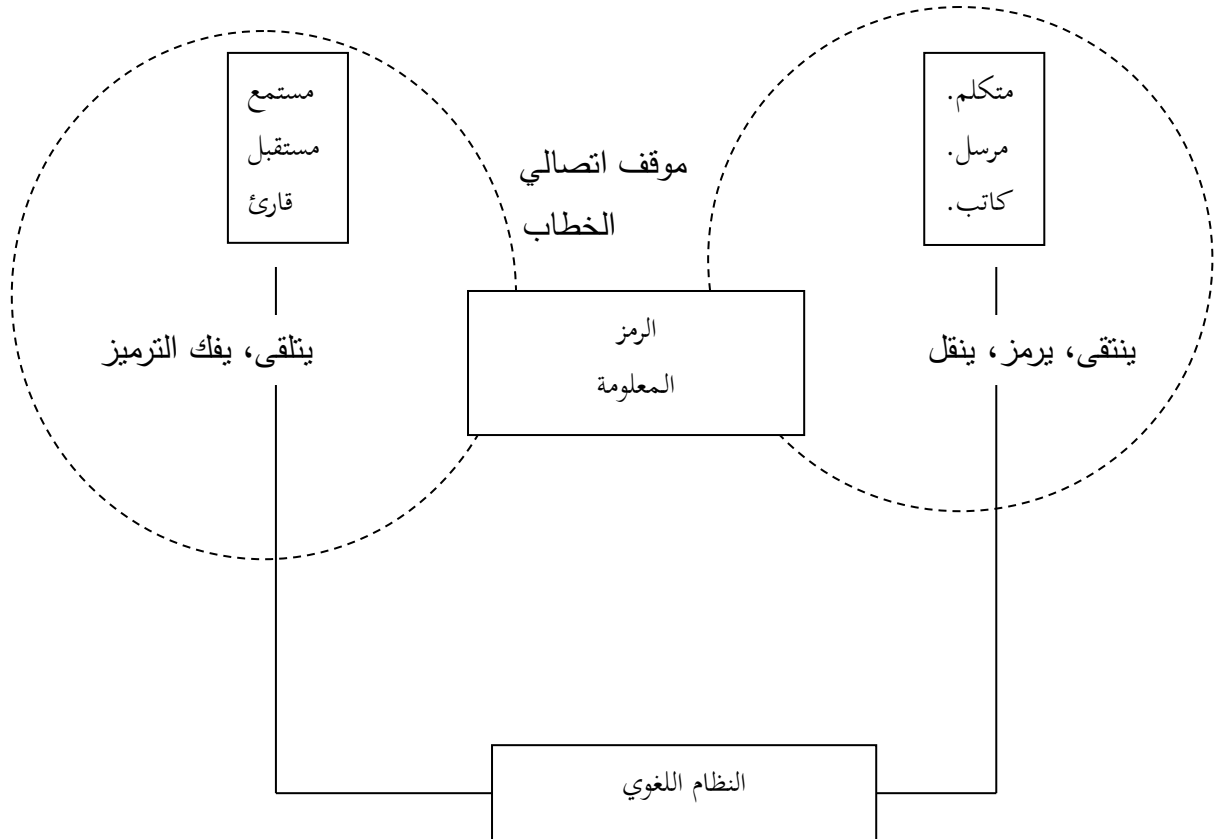 متكلم.
مرسل.
كاتب.
موقف اتصالي
الخطاب
مستمع
مستقبل
قارئ
الرمز
المعلومة
ينتقى، يرمز، ينقل
يتلقى، يفك الترميز
النظام اللغوي